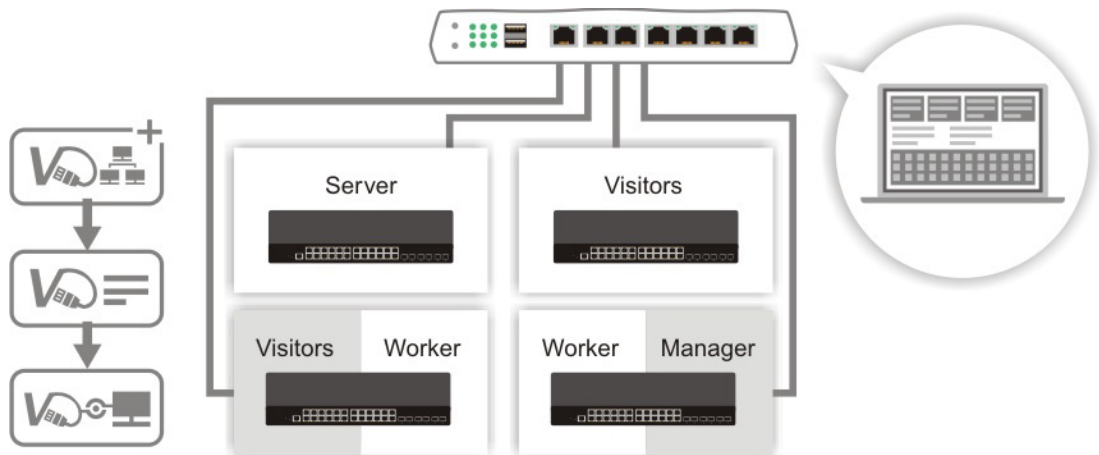 Server
Visitors
Visitors Worker
Worker Manager
V
V
V